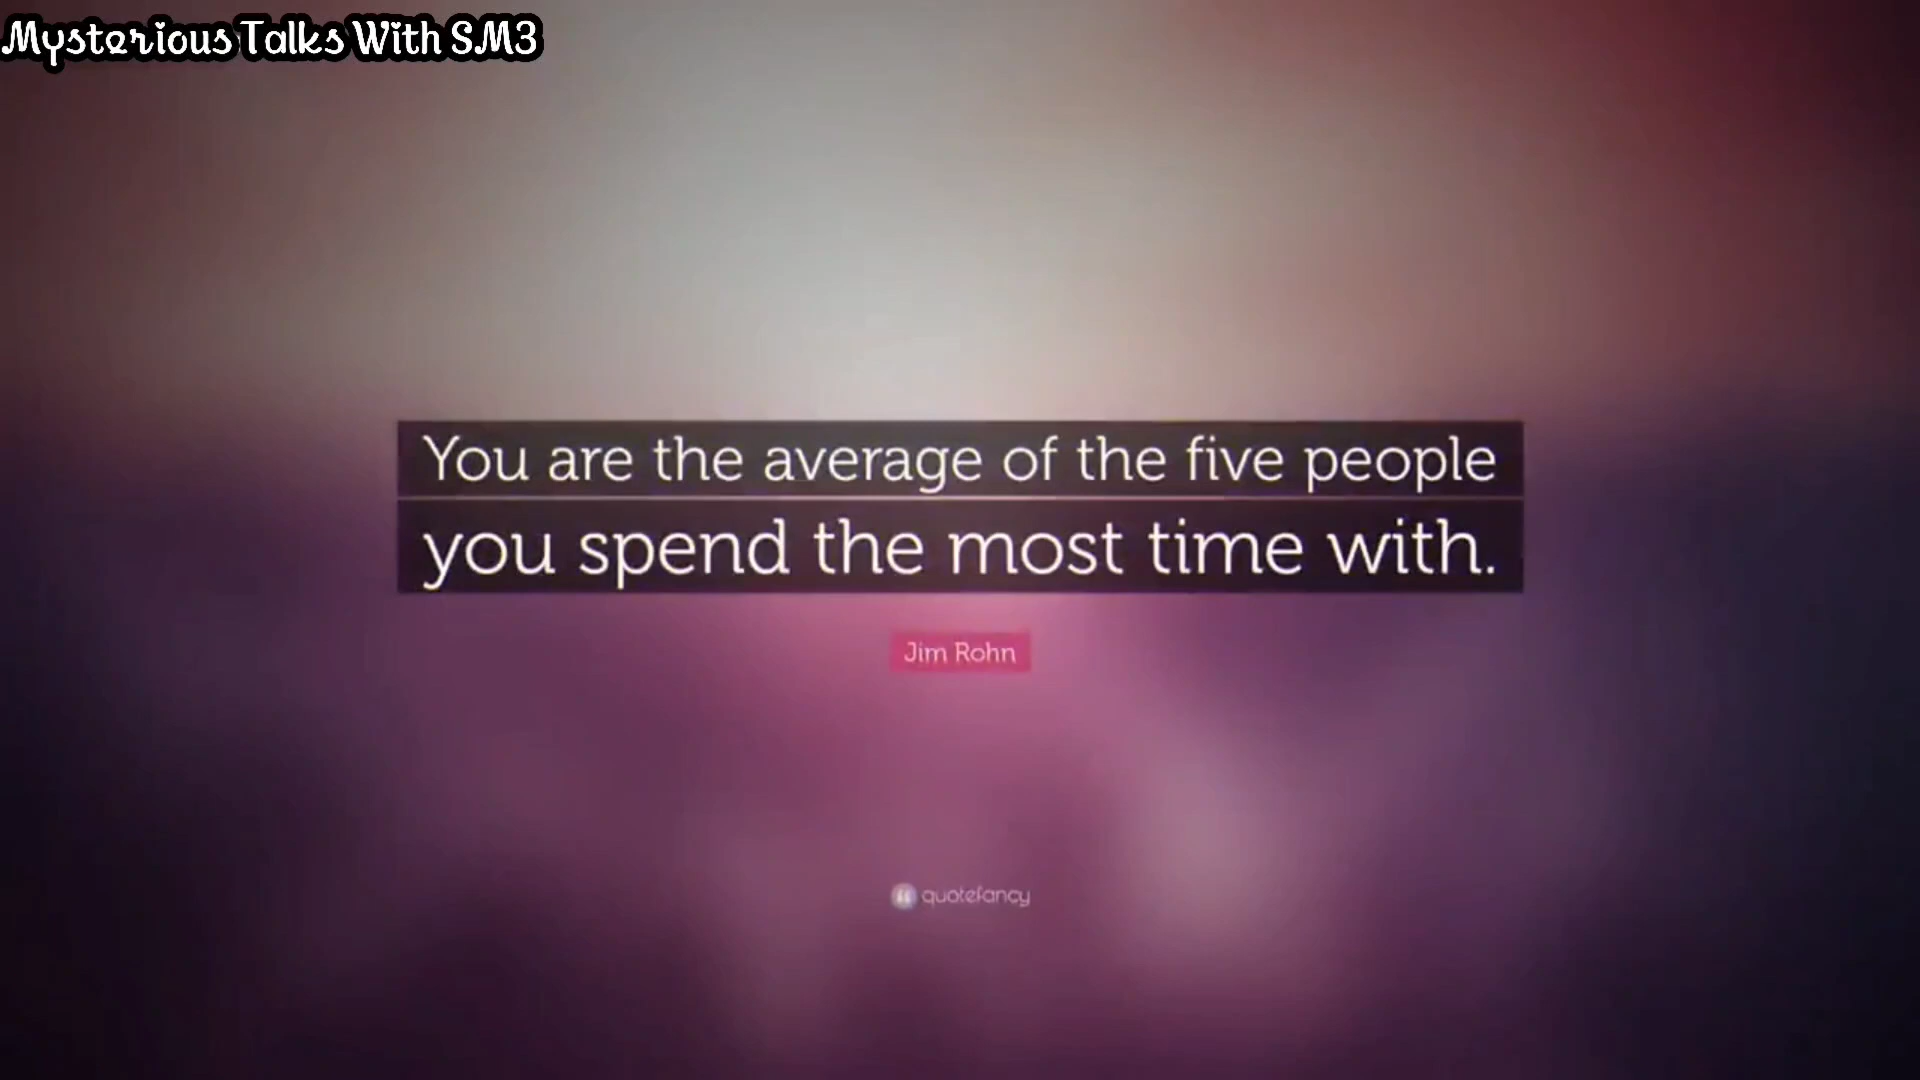 Mysterious Talks With SM3
You are the average of the five people
you spend the most time with.
Jim Rohn
quotefancy